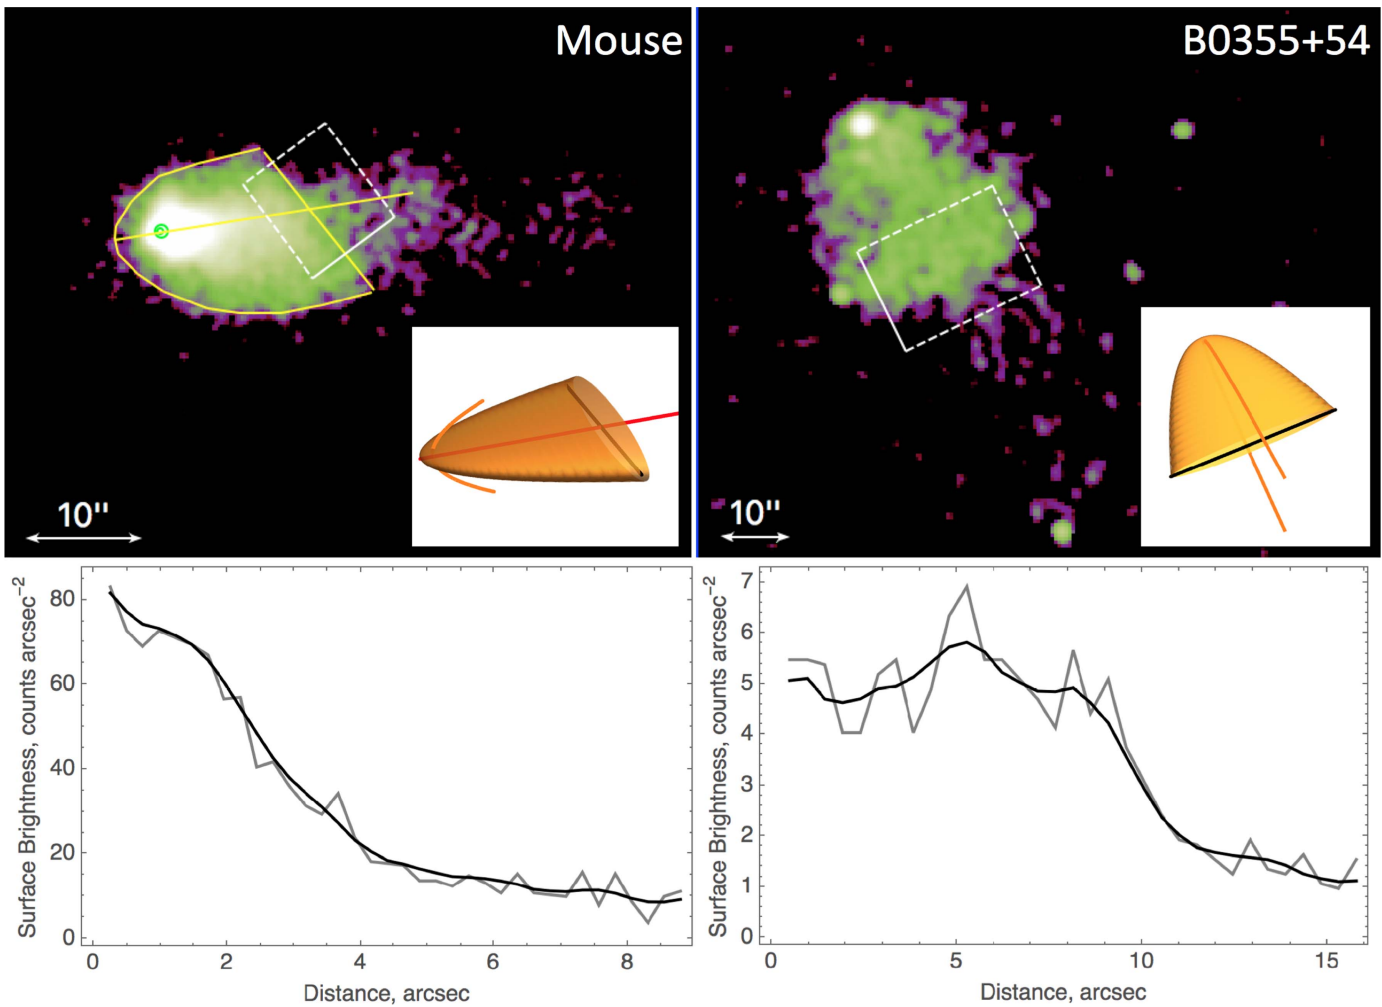 Mouse
10"
B0355+54
10"
Surface Brightness, counts arcsec⁻²
80
60
40
20
0
0 2 4 6 8
Distance, arcsec
Surface Brightness, counts arcsec⁻²
7
6
5
4
3
2
1
0
0 5 10 15
Distance, arcsec